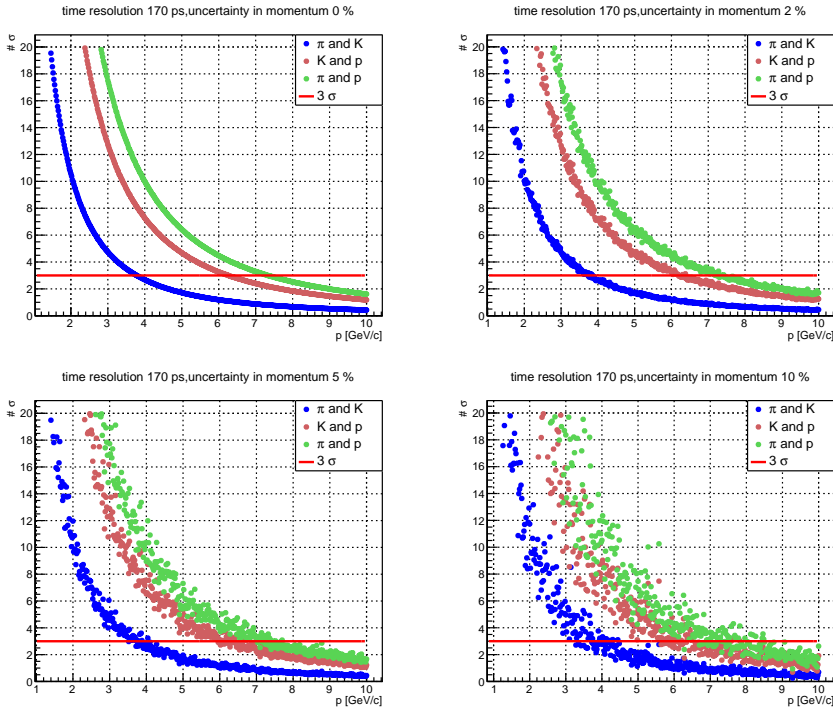 time resolution 170 ps,uncertainty in momentum 0 %
# σ
20
18
16
14
12
10
8
6
4
2
0
π and K
K and p
π and p
3 σ
2 3 4 5 6 7 8 9 10
p [GeV/c]
time resolution 170 ps,uncertainty in momentum 2 %
# σ
20
18
16
14
12
10
8
6
4
2
0
π and K
K and p
π and p
3 σ
1 2 3 4 5 6 7 8 9 10
p [GeV/c]
time resolution 170 ps,uncertainty in momentum 5 %
# σ
20
18
16
14
12
10
8
6
4
2
0
π and K
K and p
π and p
3 σ
1 2 3 4 5 6 7 8 9 10
p [GeV/c]
time resolution 170 ps,uncertainty in momentum 10 %
# σ
20
18
16
14
12
10
8
6
4
2
0
π and K
K and p
π and p
3 σ
1 2 3 4 5 6 7 8 9 10
p [GeV/c]